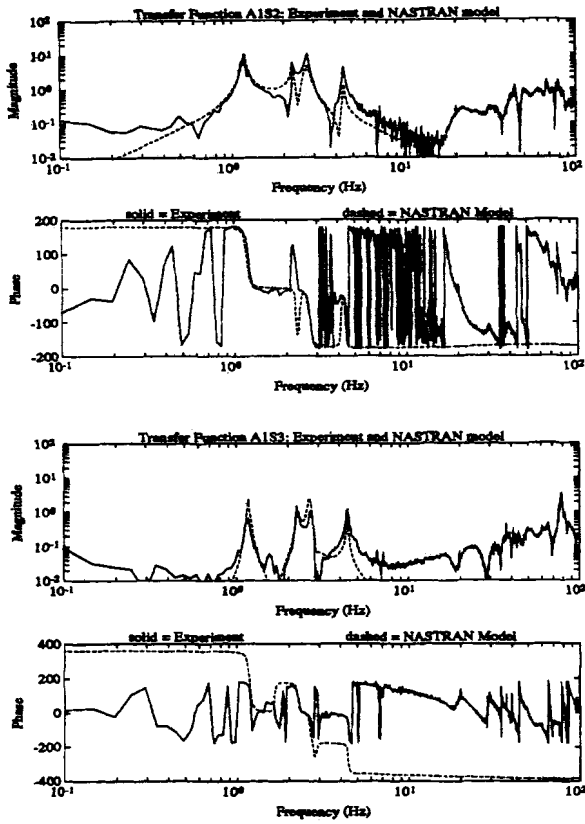 Transfer Function A1S2; Experiment and NASTRAN model
10²
10¹
10⁰
10-¹
10-²
Magnitude
10-¹ 10⁰ 10¹ 10²
Frequency (Hz)
solid = Experiment dashed = NASTRAN Model
200
100
0
-100
-200
Phase
10-¹ 10⁰ 10¹ 10²
Frequency (Hz)
Transfer Function A1S3; Experiment and NASTRAN model
10²
10¹
10⁰
10-¹
10-²
Magnitude
10-¹ 10⁰ 10¹ 10²
Frequency (Hz)
solid = Experiment dashed = NASTRAN Model
400
200
0
-200
-400
Phase
10-¹ 10⁰ 10¹ 10²
Frequency (Hz)